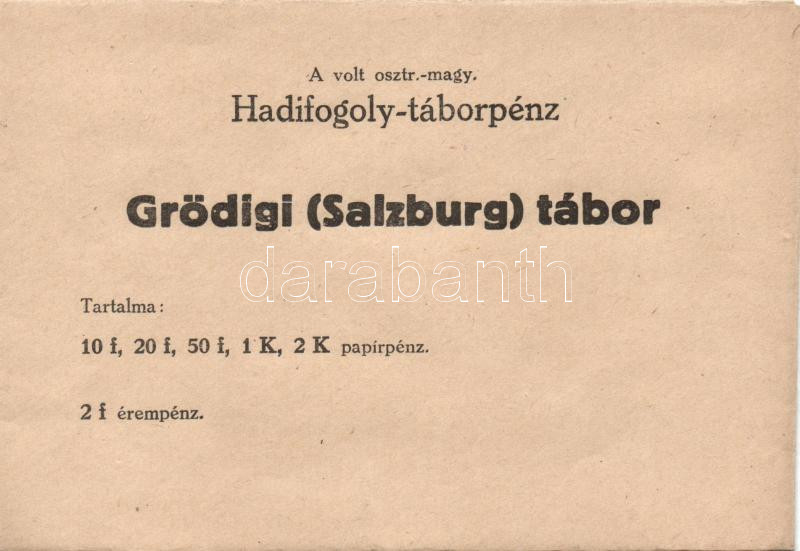 A volt osztr.-magy.
Hadifogoly-táborpénz
Grödigi (Salzburg) tábor
darabanth
Tartalma:
10 f, 20 f, 50 f, 1 K, 2 K papírpénz.
2 f érempénz.